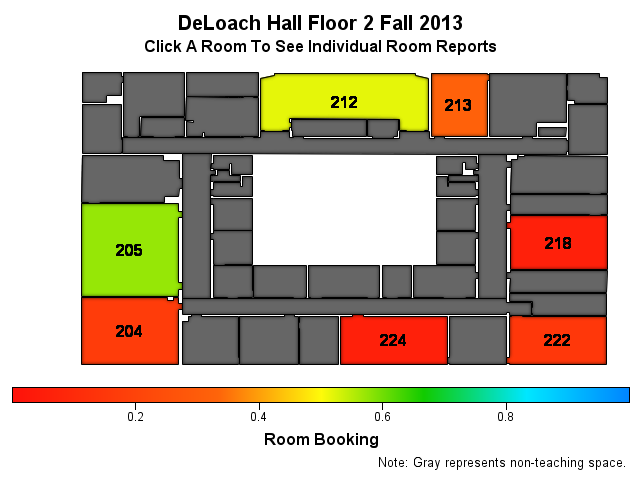 DeLoach Hall Floor 2 Fall 2013
Click A Room To See Individual Room Reports
212
213
205
218
204
224
222
0.2
0.4
0.6
0.8
Room Booking
Note: Gray represents non-teaching space.